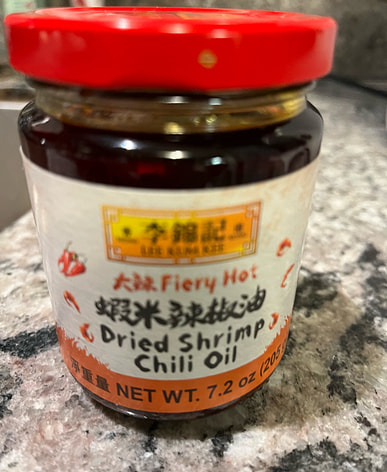 李錦記
LEE KUM KEE
大辣 Fiery Hot
蝦米辣椒油
Dried Shrimp
Chili Oil
淨重量 NET WT. 7.2 oz